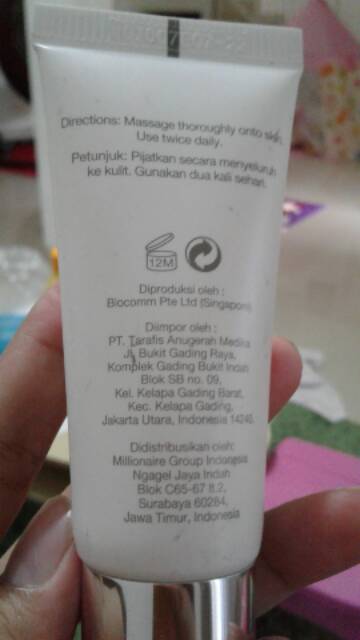 Directions: Massage thoroughly onto skin.
Use twice daily.
Petunjuk: Pijatkan secara menyeluruh
ke kulit. Gunakan dua kali sehari.
12M
Diproduksi oleh :
Biocomm Pte Ltd (Singapore)
Diimpor oleh :
PT. Tarafis Anugerah Medika
Jl. Bukit Gading Raya,
Komplek Gading Bukit Indah
Blok SB no. 09,
Kel. Kelapa Gading Barat,
Kec. Kelapa Gading,
Jakarta Utara, Indonesia 14240.
Didistribusikan oleh:
Millionaire Group Indonesia
Ngagel Jaya Indah
Blok C65-67 lt.2,
Surabaya 60284,
Jawa Timur, Indonesia